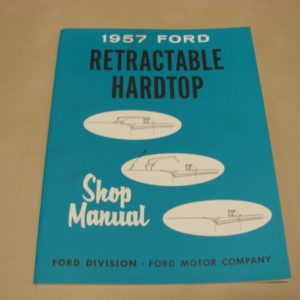 1957 FORD
RETRACTABLE
HARDTOP
Shop
Manual
FORD DIVISION - FORD MOTOR COMPANY